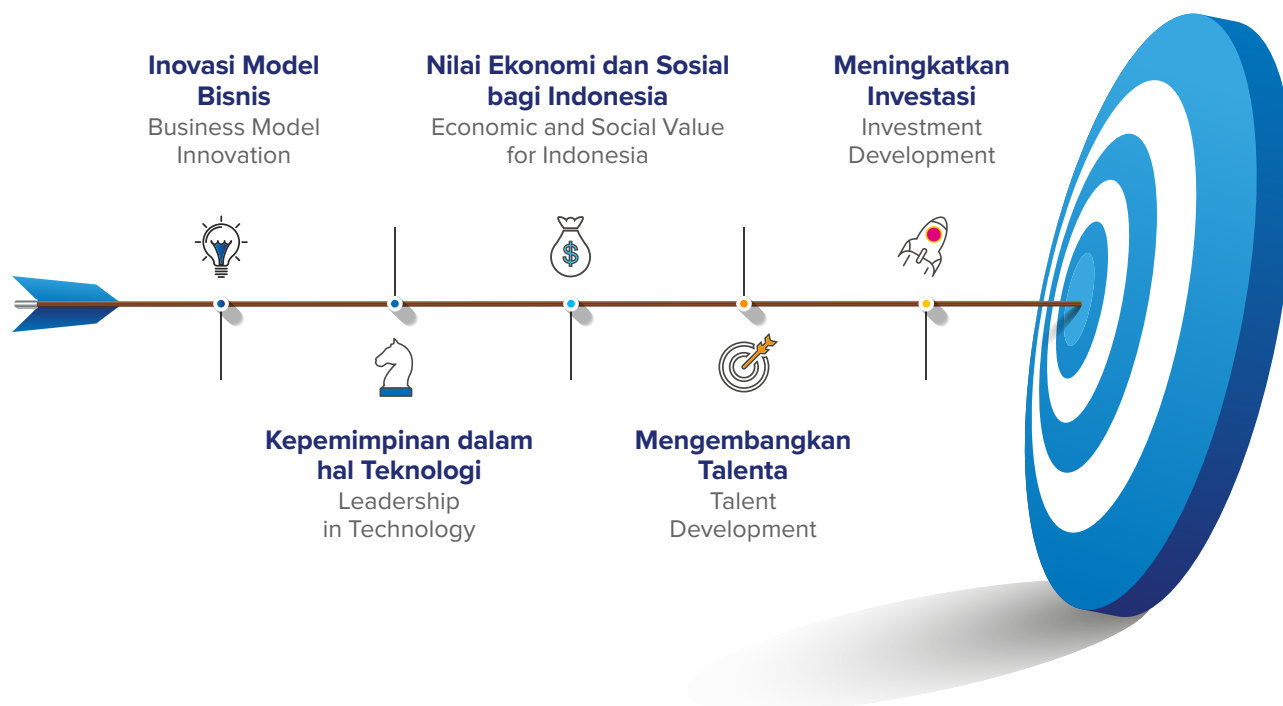 Inovasi Model
Bisnis
Business Model
Innovation
Nilai Ekonomi dan Sosial
bagi Indonesia
Economic and Social Value
for Indonesia
Meningkatkan
Investasi
Investment
Development
$
Kepemimpinan dalam
hal Teknologi
Leadership
in Technology
Mengembangkan
Talenta
Talent
Development